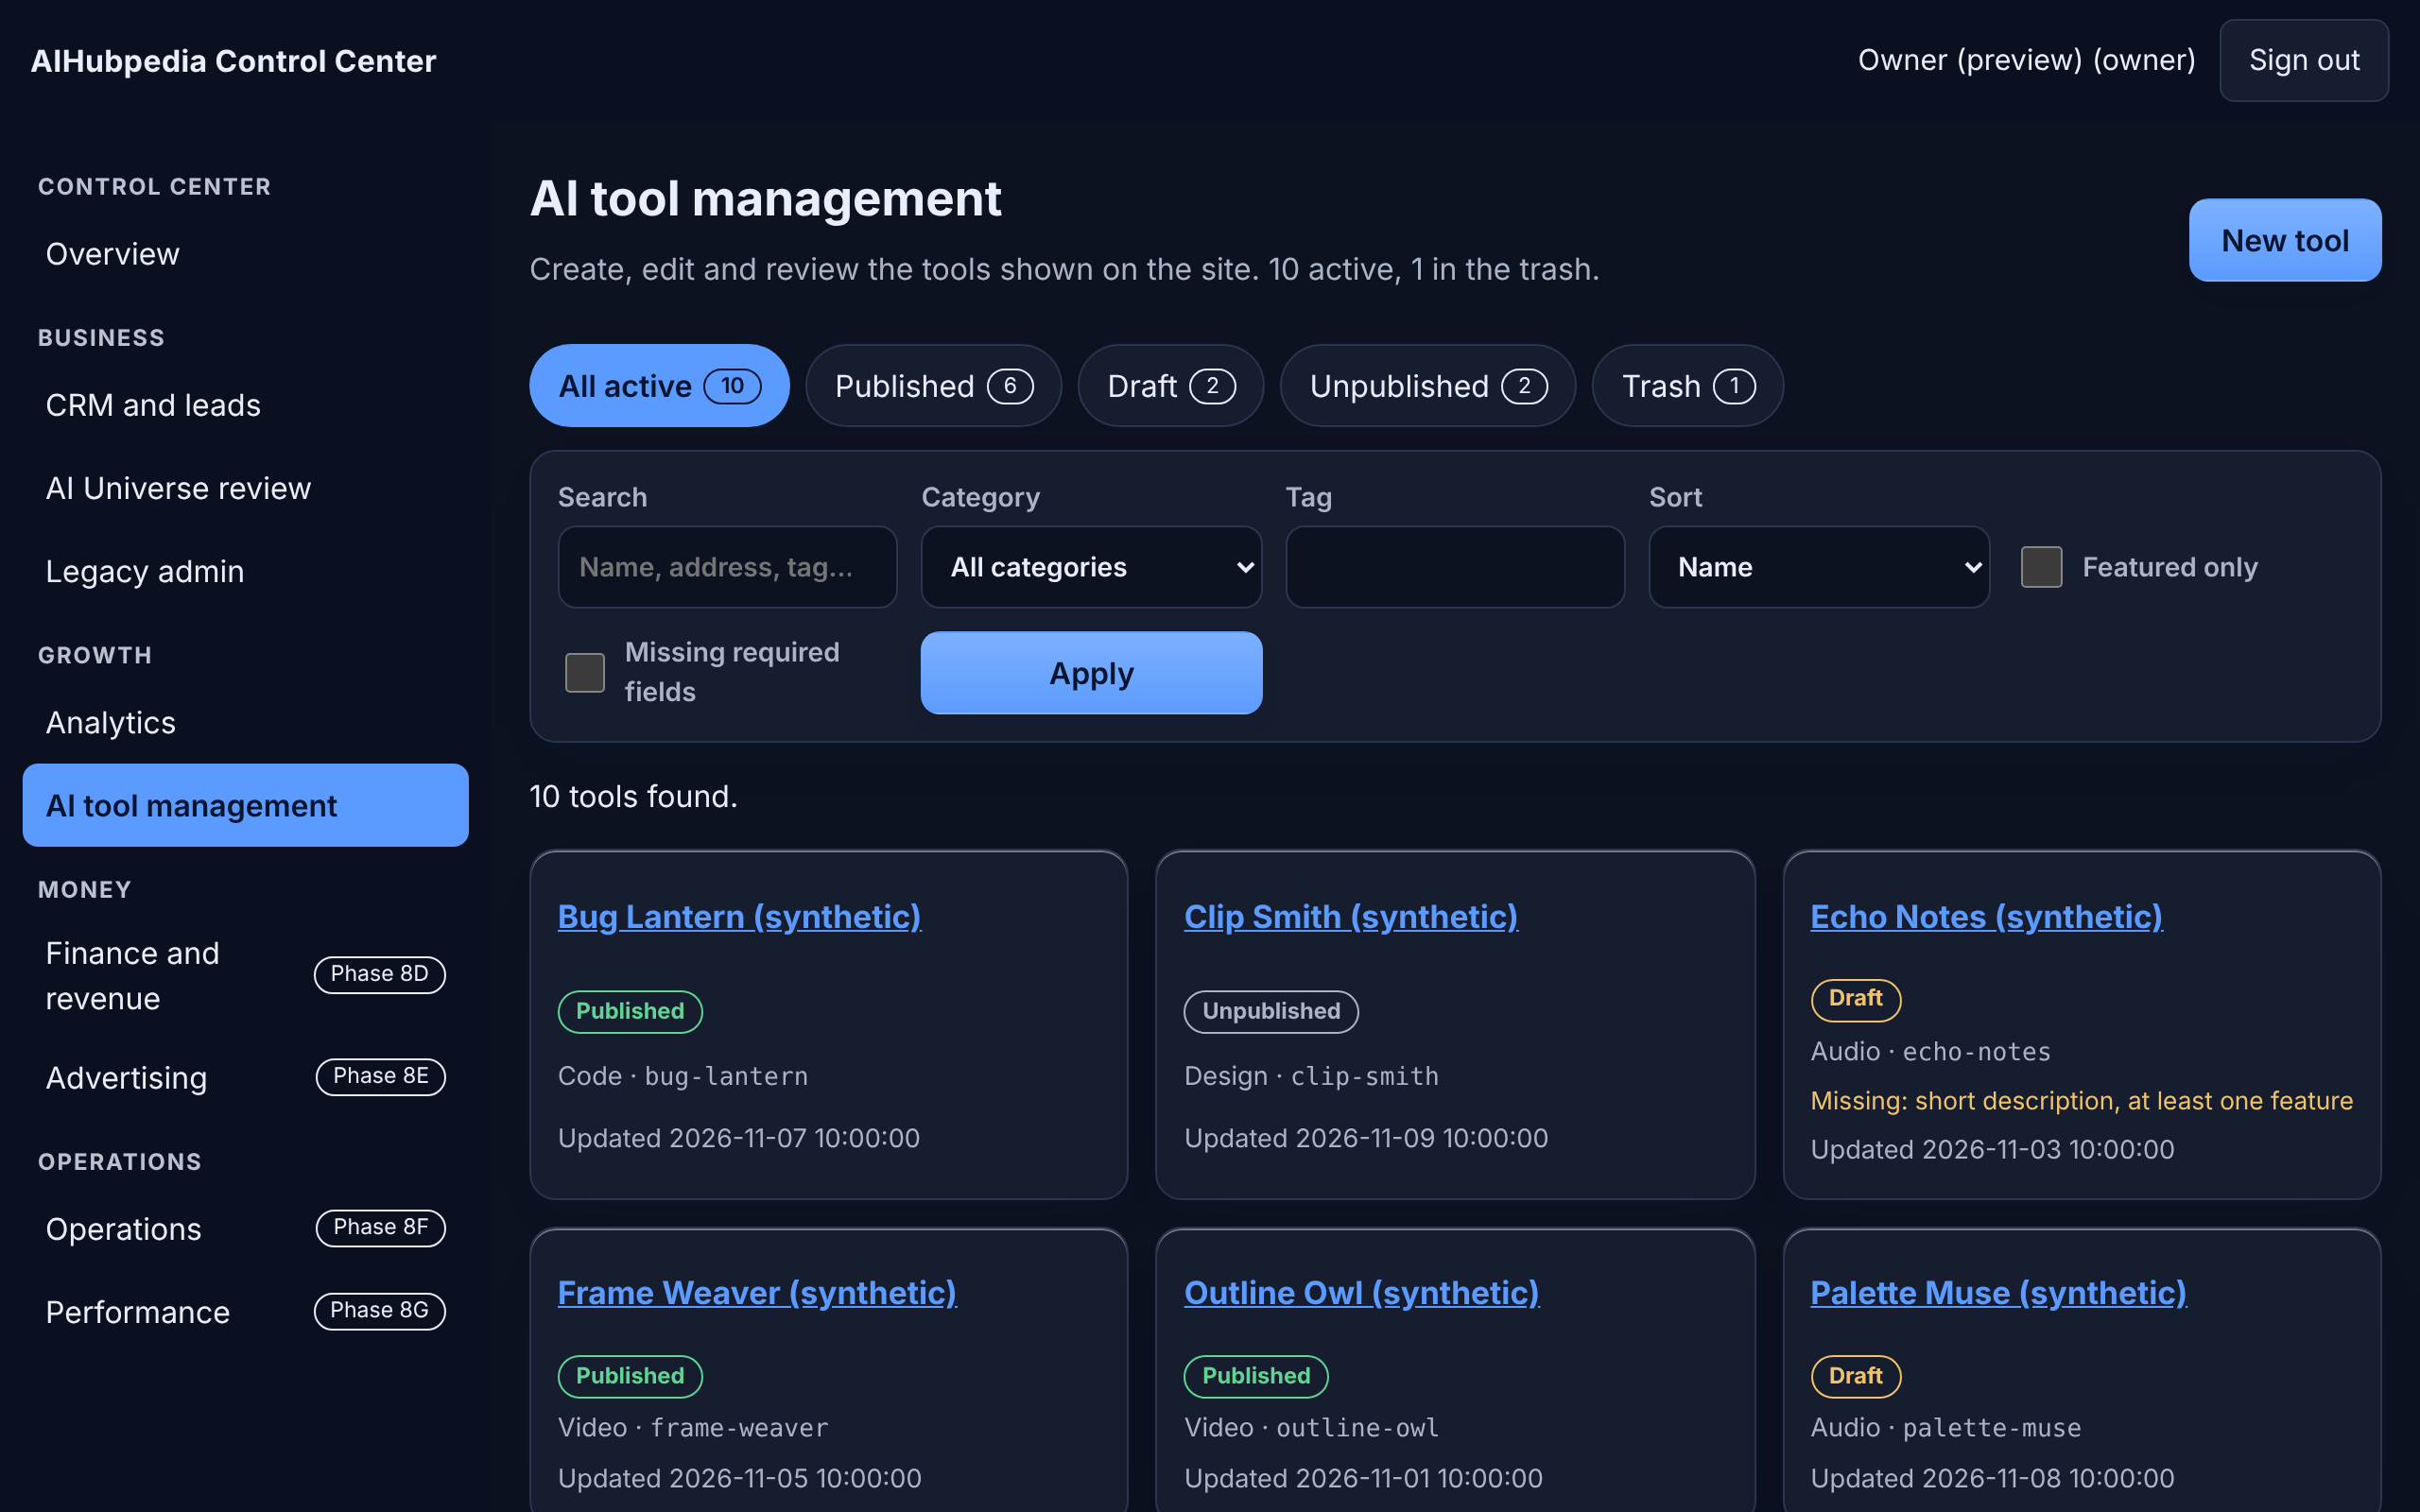 AIHubpedia Control Center
Owner (preview) (owner)
Sign out
CONTROL CENTER
Overview
BUSINESS
CRM and leads
AI Universe review
Legacy admin
GROWTH
Analytics
AI tool management
MONEY
Finance and
revenue
Phase 8D
Advertising
Phase 8E
OPERATIONS
Operations
Phase 8F
Performance
Phase 8G
AI tool management
Create, edit and review the tools shown on the site. 10 active, 1 in the trash.
New tool
All active 10
Published 6
Draft 2
Unpublished 2
Trash 1
Search
Category
Tag
Sort
Name, address, tag...
All categories
Name
Featured only
Missing required
fields
Apply
10 tools found.
Bug Lantern (synthetic)
Published
Code · bug-lantern
Updated 2026-11-07 10:00:00
Clip Smith (synthetic)
Unpublished
Design · clip-smith
Updated 2026-11-09 10:00:00
Echo Notes (synthetic)
Draft
Audio · echo-notes
Missing: short description, at least one feature
Updated 2026-11-03 10:00:00
Frame Weaver (synthetic)
Published
Video · frame-weaver
Updated 2026-11-05 10:00:00
Outline Owl (synthetic)
Published
Video · outline-owl
Updated 2026-11-01 10:00:00
Palette Muse (synthetic)
Draft
Audio · palette-muse
Updated 2026-11-08 10:00:00